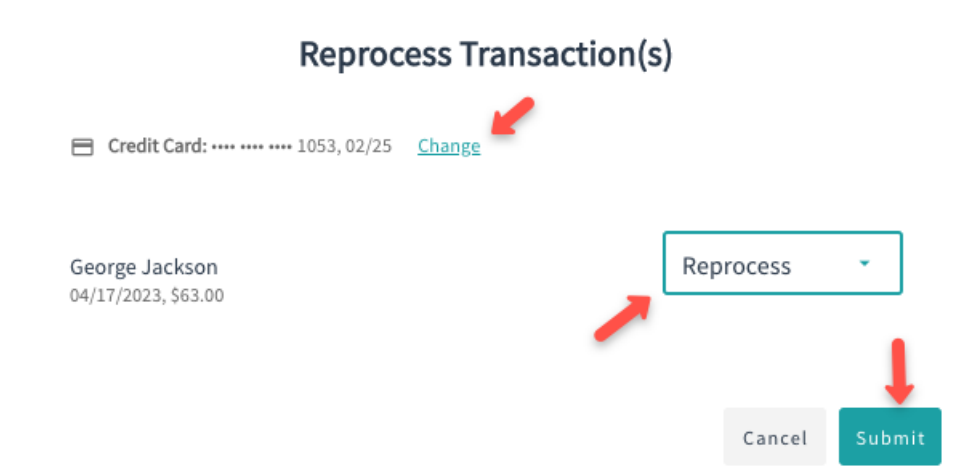 Reprocess Transaction(s)
Credit Card: •••• •••• •••• 1053, 02/25 Change
George Jackson
04/17/2023, $63.00
Reprocess
Cancel Submit